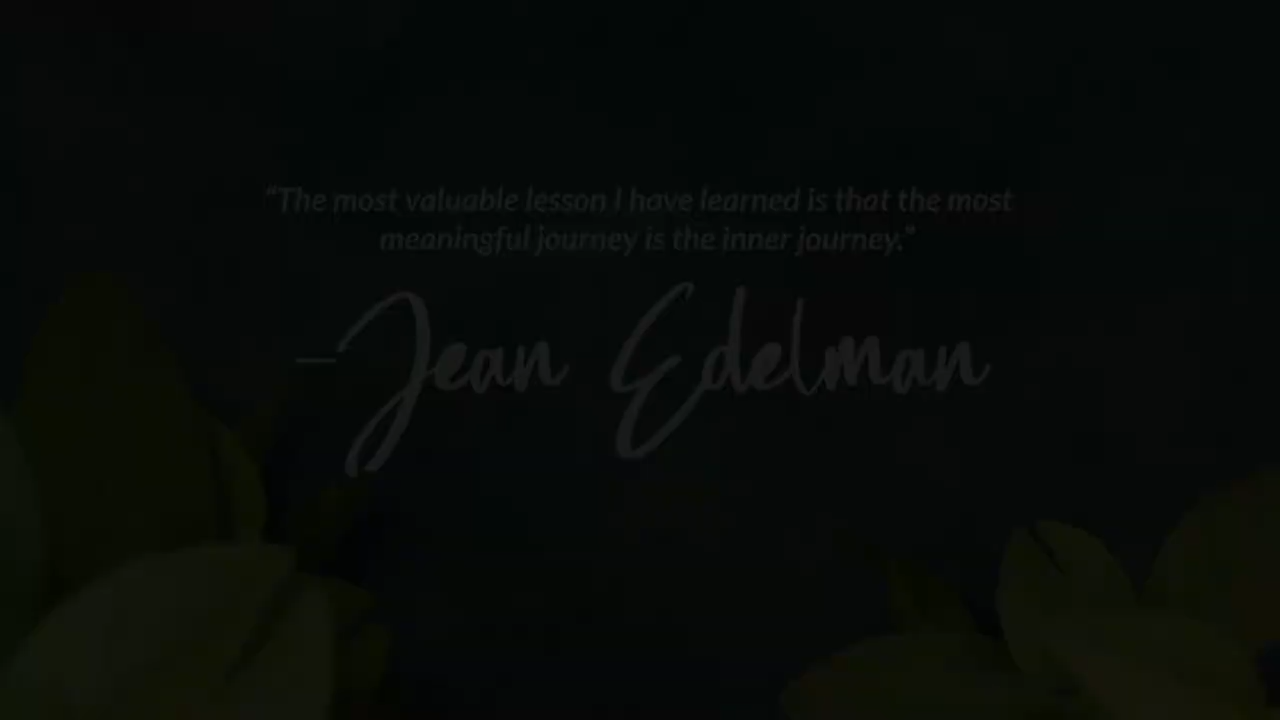 “The most valuable lesson I have learned is that the most
meaningful journey is the inner journey.”
—Jean Edelman